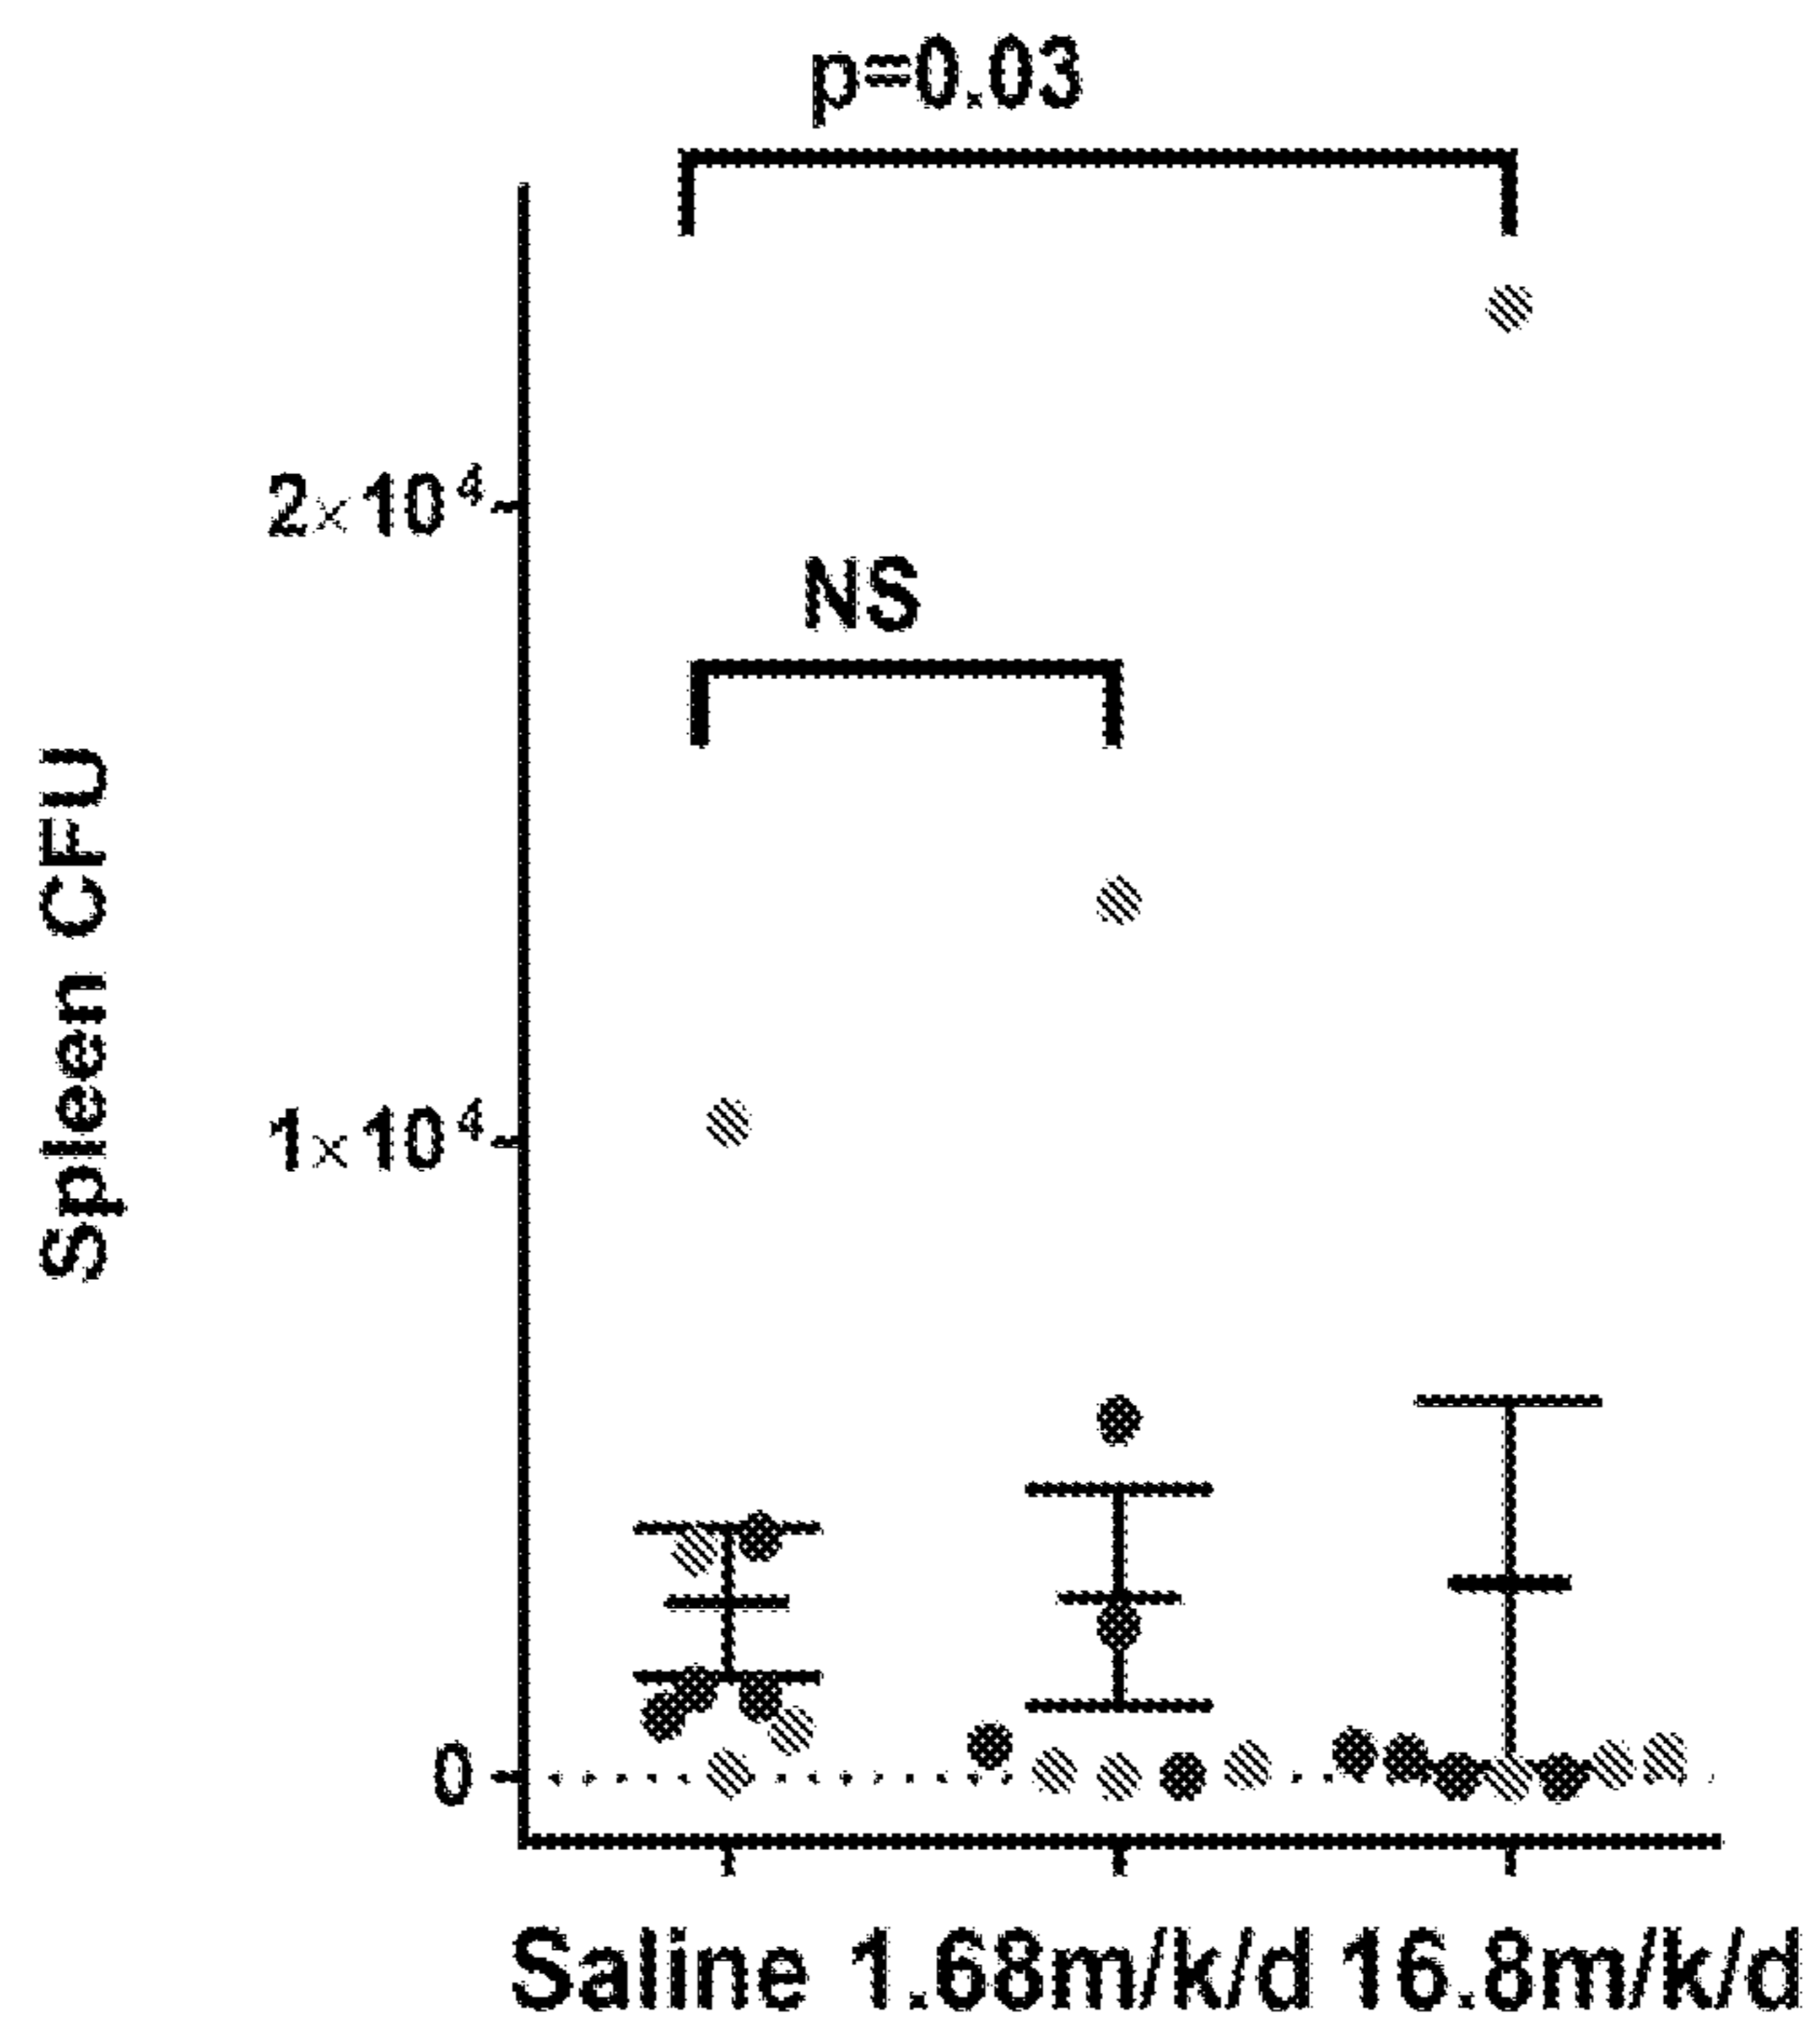 p=0.03
2×10⁴
NS
Spleen CFU
1×10⁴
0
Saline 1.68m/k/d 16.8m/k/d